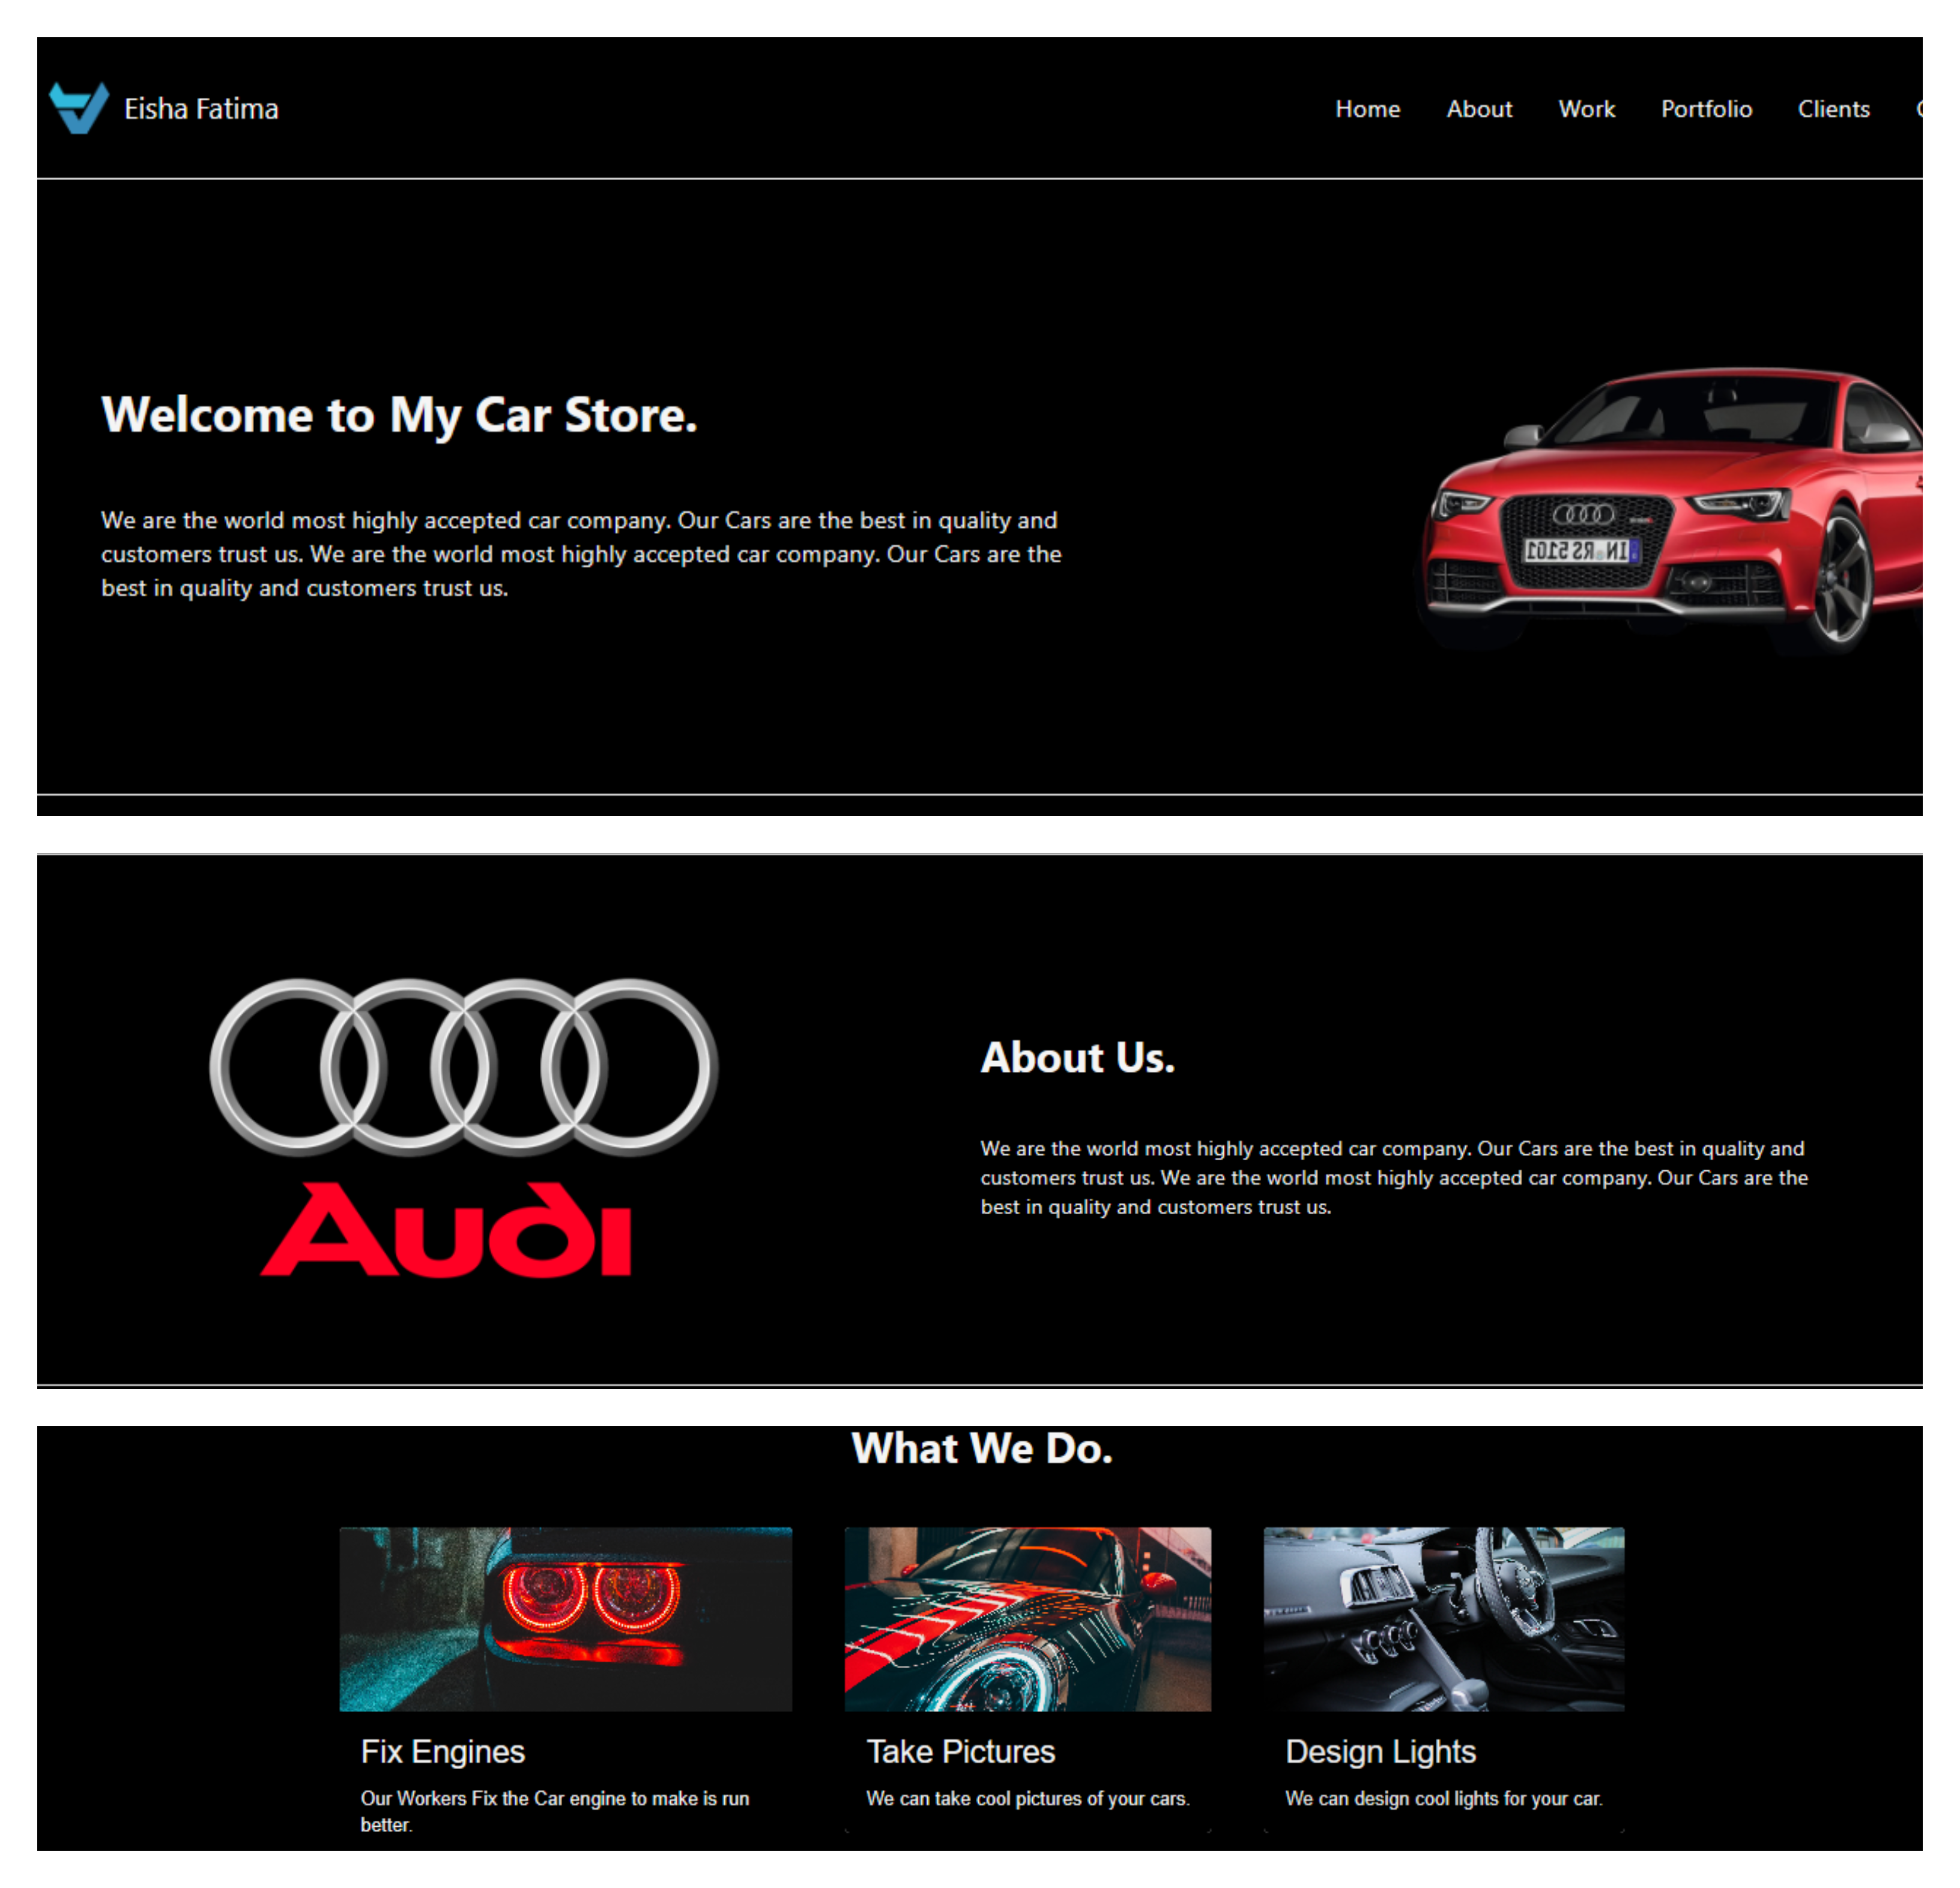 Eisha Fatima
Home About Work Portfolio Clients
Welcome to My Car Store.
We are the world most highly accepted car company. Our Cars are the best in quality and
customers trust us. We are the world most highly accepted car company. Our Cars are the
best in quality and customers trust us.
IN RS 5101
Audi
About Us.
We are the world most highly accepted car company. Our Cars are the best in quality and
customers trust us. We are the world most highly accepted car company. Our Cars are the
best in quality and customers trust us.
What We Do.
Fix Engines
Our Workers Fix the Car engine to make is run
better.
Take Pictures
We can take cool pictures of your cars.
Design Lights
We can design cool lights for your car.